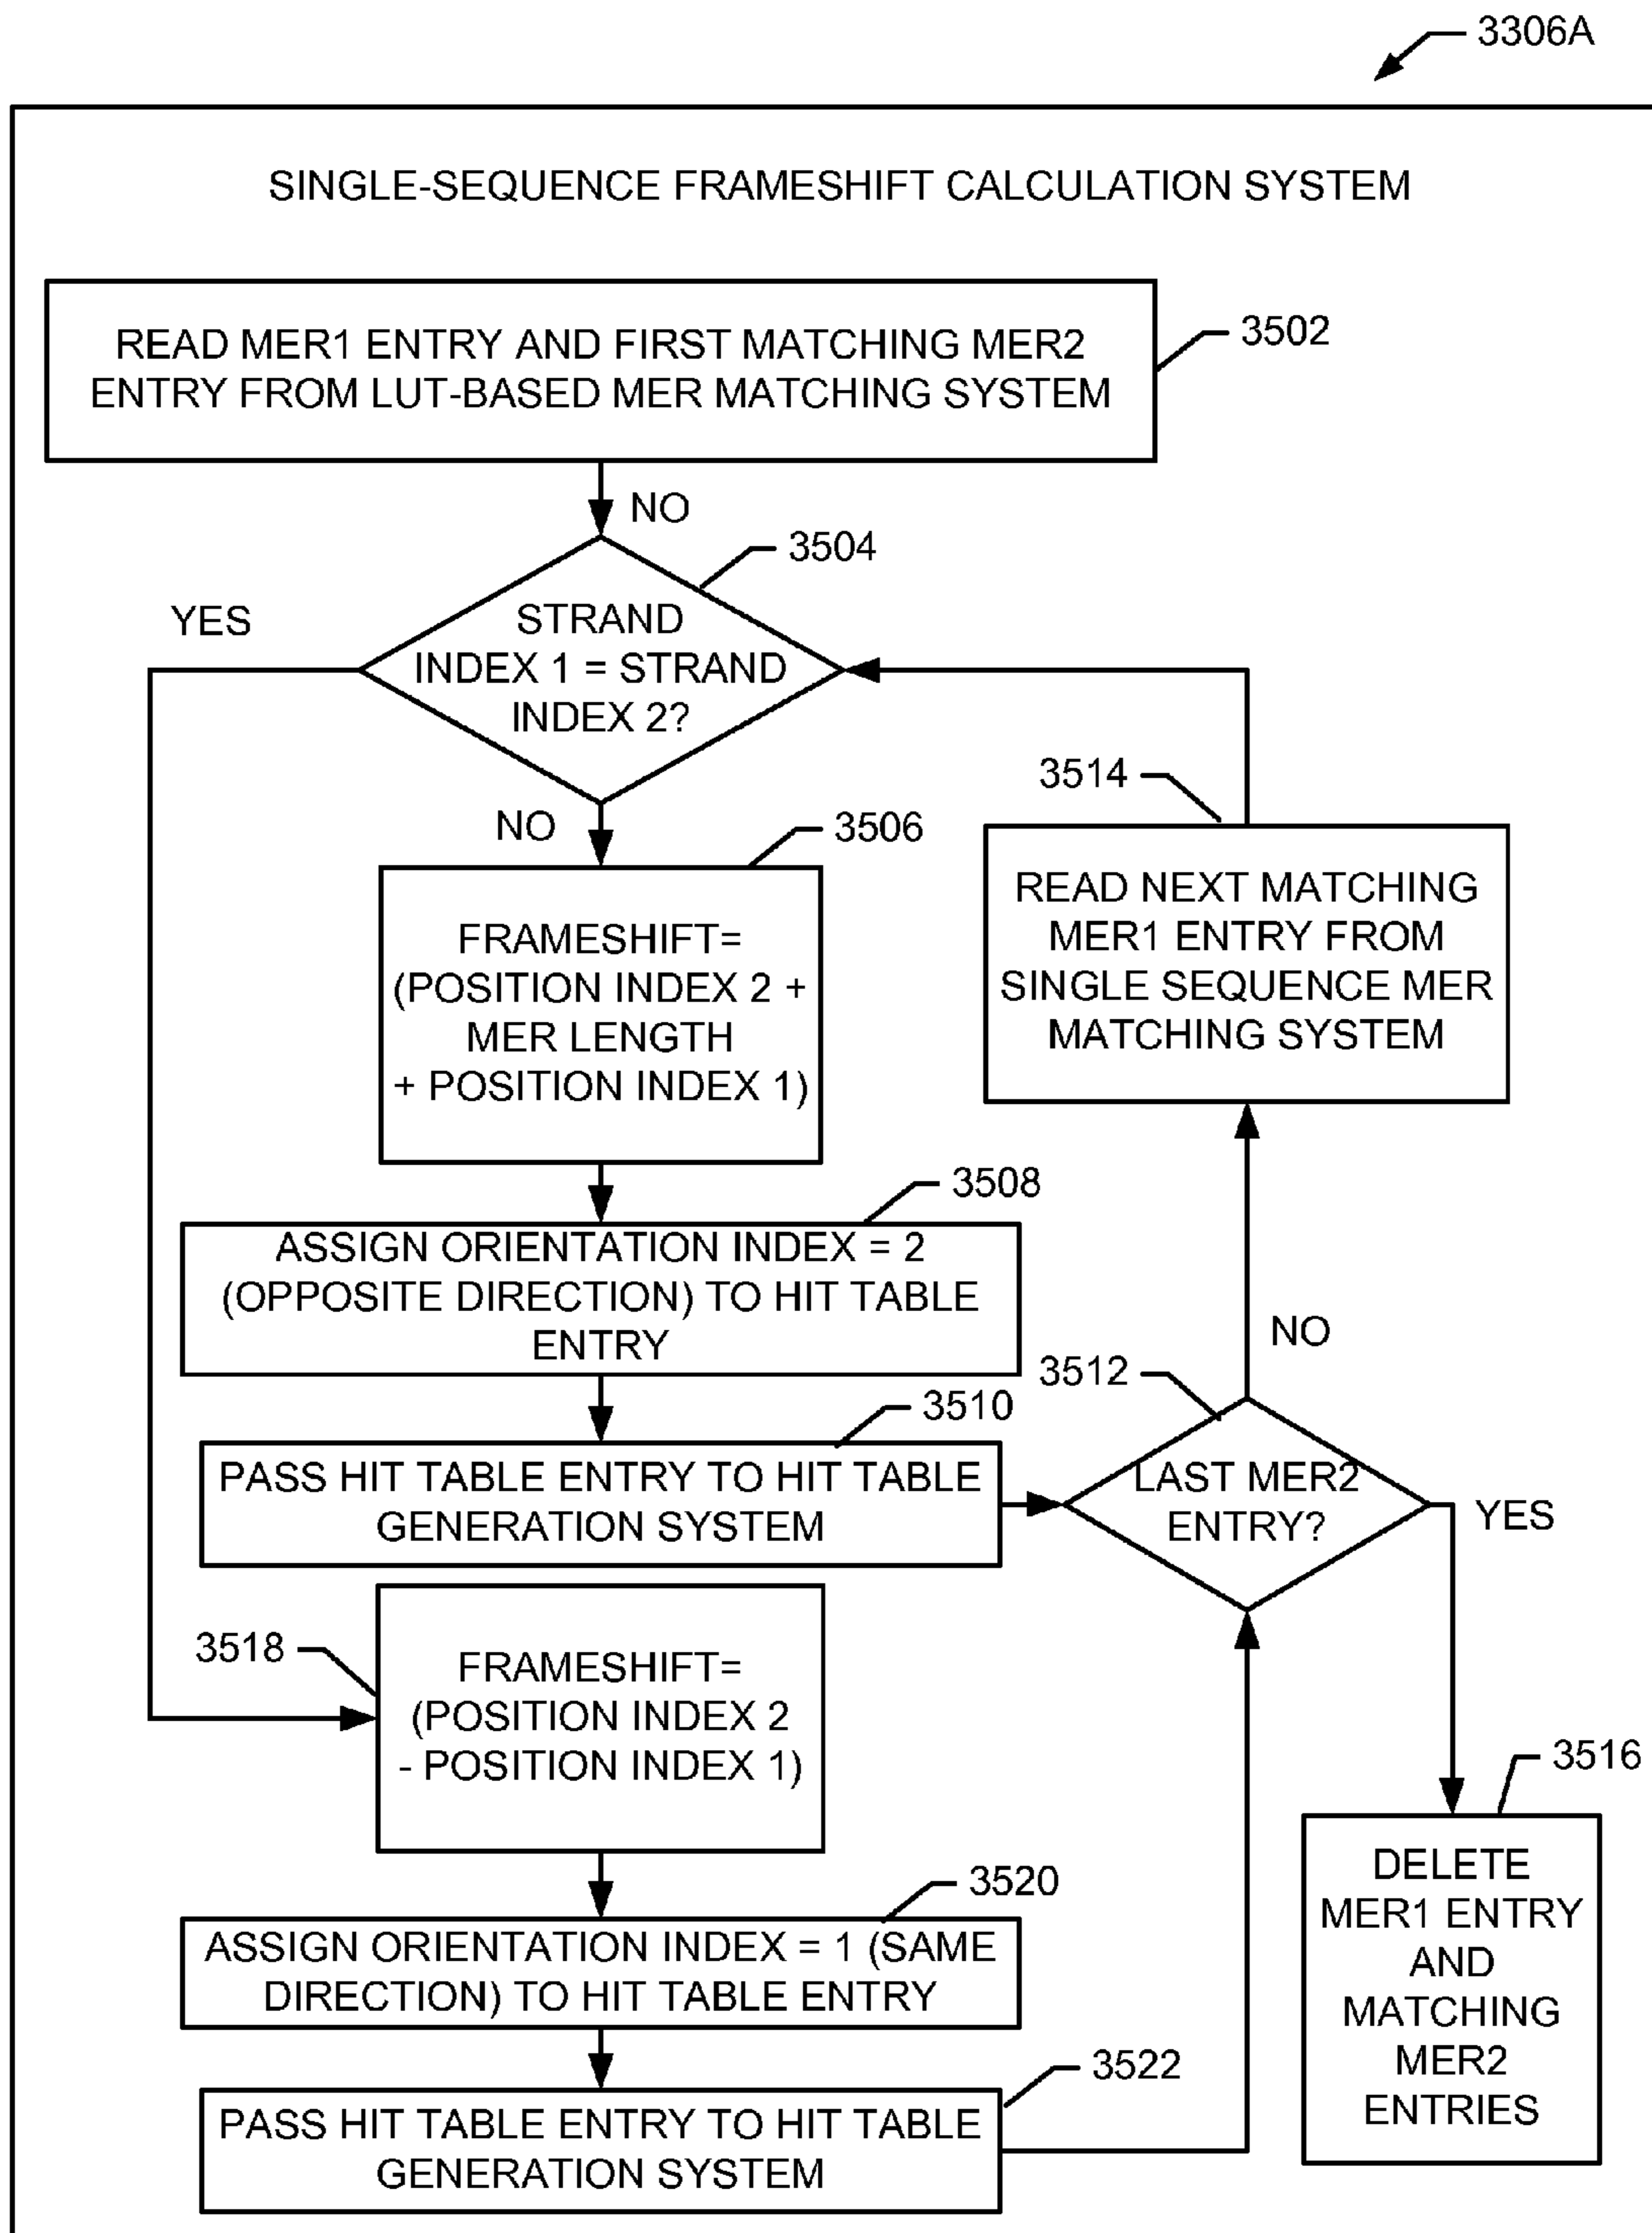 3306A
SINGLE-SEQUENCE FRAMESHIFT CALCULATION SYSTEM
READ MER1 ENTRY AND FIRST MATCHING MER2
ENTRY FROM LUT-BASED MER MATCHING SYSTEM
3502
NO
3504
YES
STRAND
INDEX 1 = STRAND
INDEX 2?
NO
3506
FRAMESHIFT=
(POSITION INDEX 2 +
MER LENGTH
+ POSITION INDEX 1)
3514
READ NEXT MATCHING
MER1 ENTRY FROM
SINGLE SEQUENCE MER
MATCHING SYSTEM
3508
ASSIGN ORIENTATION INDEX = 2
(OPPOSITE DIRECTION) TO HIT TABLE
ENTRY
NO
3512
3510
PASS HIT TABLE ENTRY TO HIT TABLE
GENERATION SYSTEM
LAST MER2
ENTRY?
YES
3518
FRAMESHIFT=
(POSITION INDEX 2
- POSITION INDEX 1)
3516
DELETE
MER1 ENTRY
AND
MATCHING
MER2
ENTRIES
3520
ASSIGN ORIENTATION INDEX = 1 (SAME
DIRECTION) TO HIT TABLE ENTRY
3522
PASS HIT TABLE ENTRY TO HIT TABLE
GENERATION SYSTEM